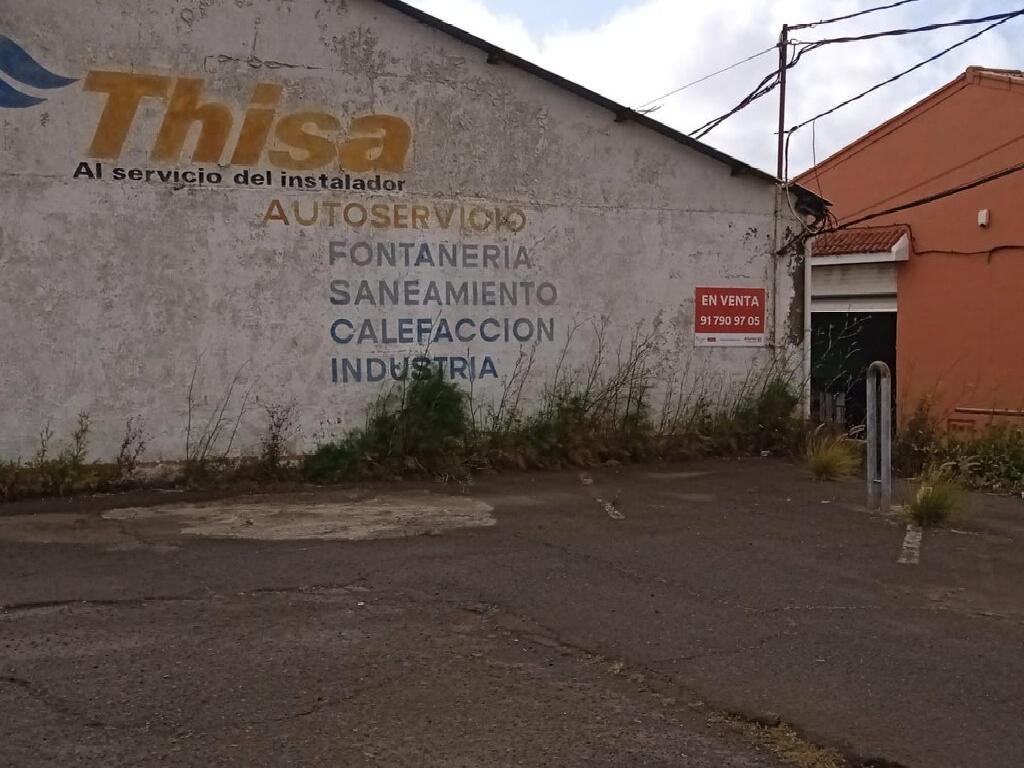 Thisa
Al servicio del instalador
AUTOSERVICIO
FONTANERIA
SANEAMIENTO
CALEFACCION
INDUSTRIA
EN VENTA
91 790 97 05